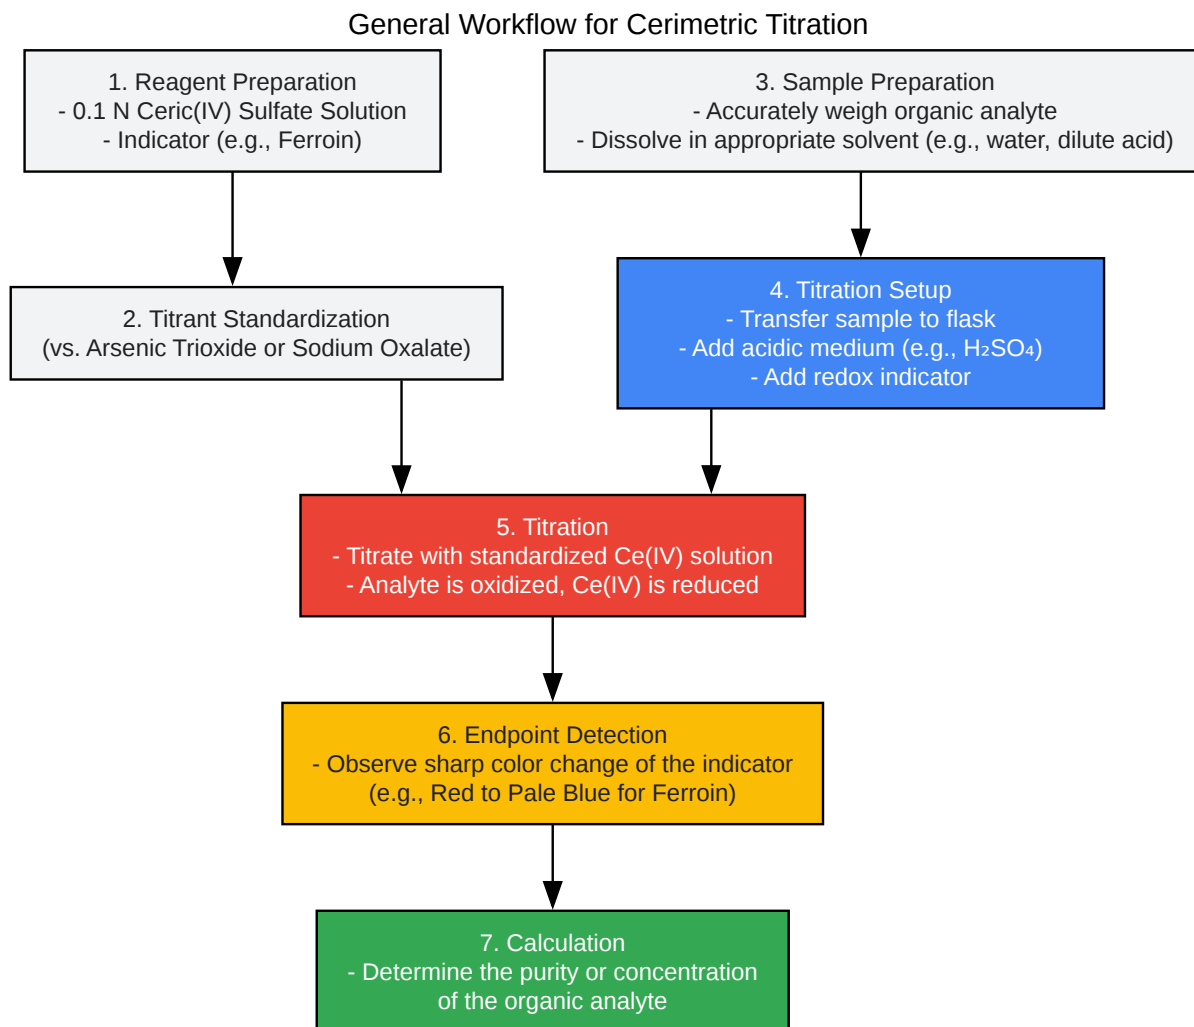 General Workflow for Cerimetric Titration
1. Reagent Preparation
- 0.1 N Ceric(IV) Sulfate Solution
- Indicator (e.g., Ferroin)
3. Sample Preparation
- Accurately weigh organic analyte
- Dissolve in appropriate solvent (e.g., water, dilute acid)
2. Titrant Standardization
(vs. Arsenic Trioxide or Sodium Oxalate)
4. Titration Setup
- Transfer sample to flask
- Add acidic medium (e.g., H₂SO₄)
- Add redox indicator
5. Titration
- Titrate with standardized Ce(IV) solution
- Analyte is oxidized, Ce(IV) is reduced
6. Endpoint Detection
- Observe sharp color change of the indicator
(e.g., Red to Pale Blue for Ferroin)
7. Calculation
- Determine the purity or concentration
of the organic analyte